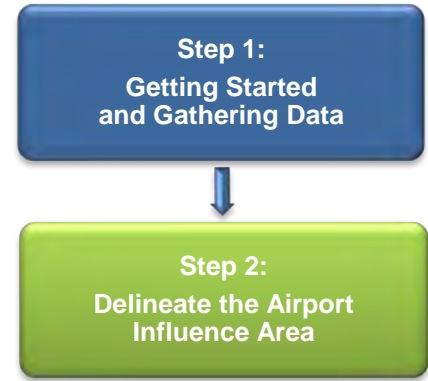 Step 1:
Getting Started
and Gathering Data
Step 2:
Delineate the Airport
Influence Area